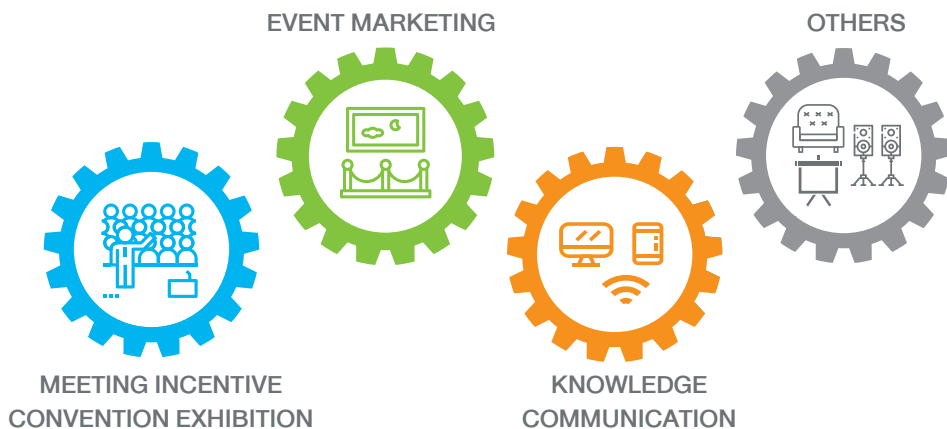 EVENT MARKETING
OTHERS
MEETING INCENTIVE
CONVENTION EXHIBITION
KNOWLEDGE
COMMUNICATION